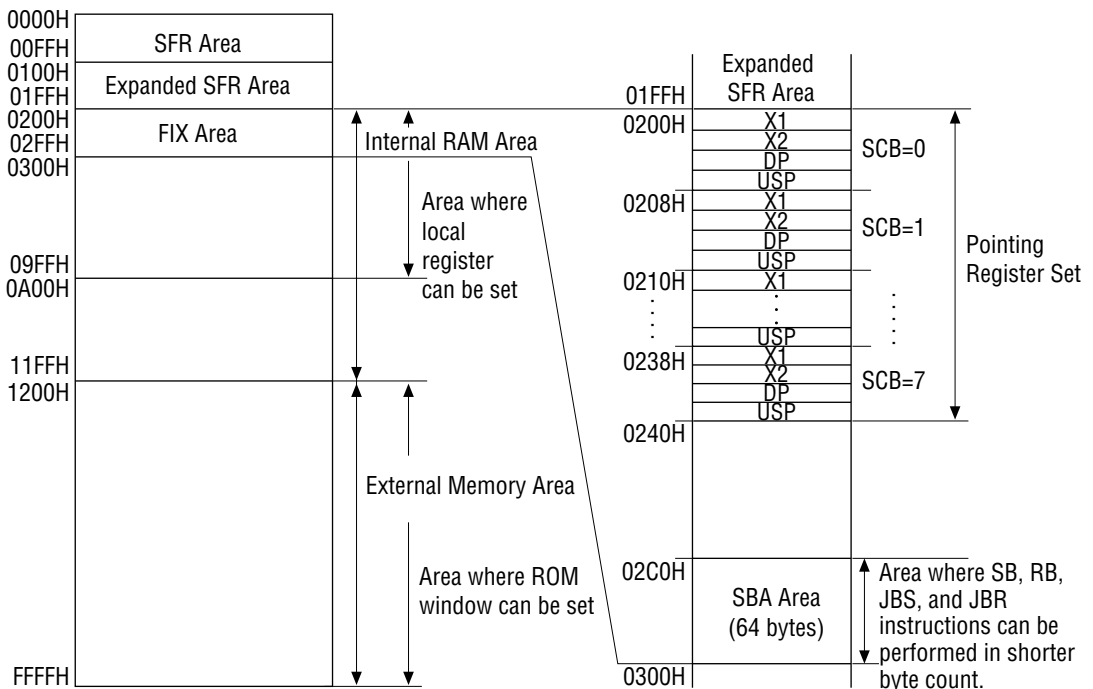 0000H
00FFH
SFR Area
0100H
01FFH
Expanded SFR Area
0200H
02FFH
FIX Area
0300H
09FFH
0A00H
11FFH
1200H
FFFFH
Internal RAM Area
Area where
local
register
can be set
External Memory Area
Area where ROM
window can be set
Expanded
SFR Area
01FFH
0200H
X1
X2
DP
USP
SCB=0
0208H
X1
X2
DP
USP
SCB=1
0210H
X1
USP
0238H
X1
X2
DP
USP
SCB=7
0240H
Pointing
Register Set
02C0H
SBA Area
(64 bytes)
0300H
Area where SB, RB,
JBS, and JBR
instructions can be
performed in shorter
byte count.